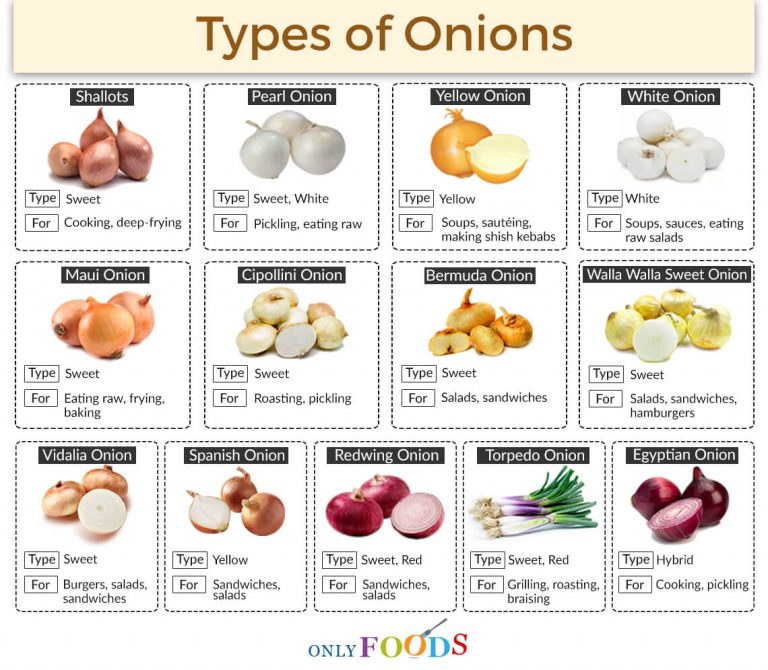 Types of Onions
Shallots
Type Sweet
For Cooking, deep-frying
Pearl Onion
Type Sweet, White
For Pickling, eating raw
Yellow Onion
Type Yellow
For Soups, sautéing,
making shish kebabs
White Onion
Type White
For Soups, sauces, eating
raw salads
Maui Onion
Type Sweet
For Eating raw, frying,
baking
Cipollini Onion
Type Sweet
For Roasting, pickling
Bermuda Onion
Type Sweet
For Salads, sandwiches
Walla Walla Sweet Onion
Type Sweet
For Salads, sandwiches,
hamburgers
Vidalia Onion
Type Sweet
For Burgers, salads,
sandwiches
Spanish Onion
Type Yellow
For Sandwiches,
salads
Redwing Onion
Type Sweet, Red
For Sandwiches,
salads
Torpedo Onion
Type Sweet, Red
For Grilling, roasting,
braising
Egyptian Onion
Type Hybrid
For Cooking, pickling
ONLY FOODS